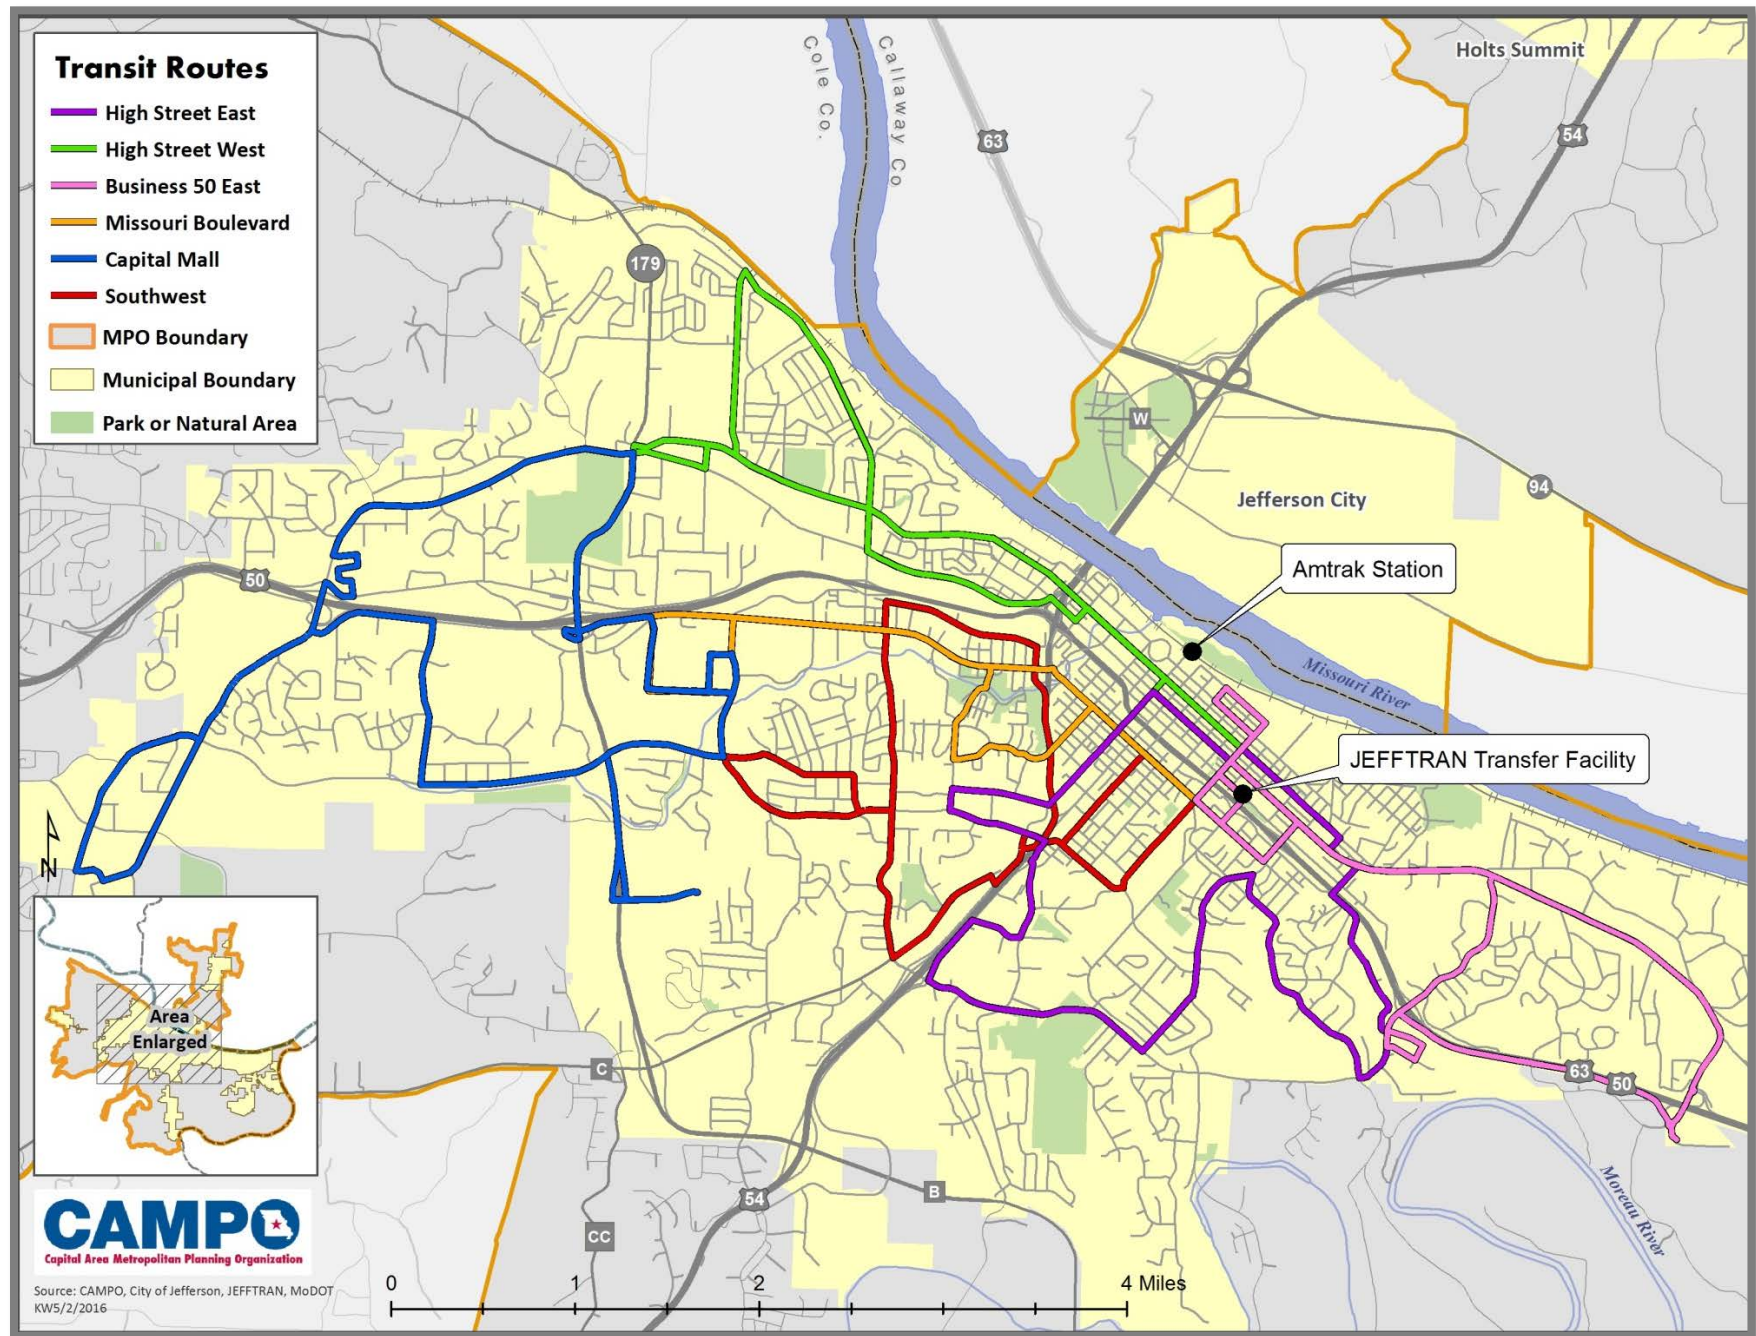 Transit Routes
High Street East
High Street West
Business 50 East
Missouri Boulevard
Capital Mall
Southwest
MPO Boundary
Municipal Boundary
Park or Natural Area
Cole Co.
Callaway Co
Holts Summit
63
54
179
W
94
Jefferson City
50
Amtrak Station
Missouri River
JEFFTRAN Transfer Facility
N
Area
Enlarged
C
63
50
54
B
CC
Moreau River
CAMPO
Capital Area Metropolitan Planning Organization
Source: CAMPO, City of Jefferson, JEFFTRAN, MoDOT
KW5/2/2016
0 1 2 4 Miles